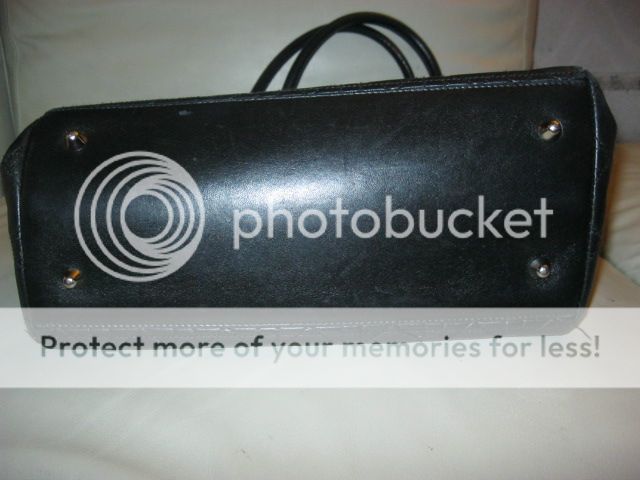 photobucket
Protect more of your memories for less!